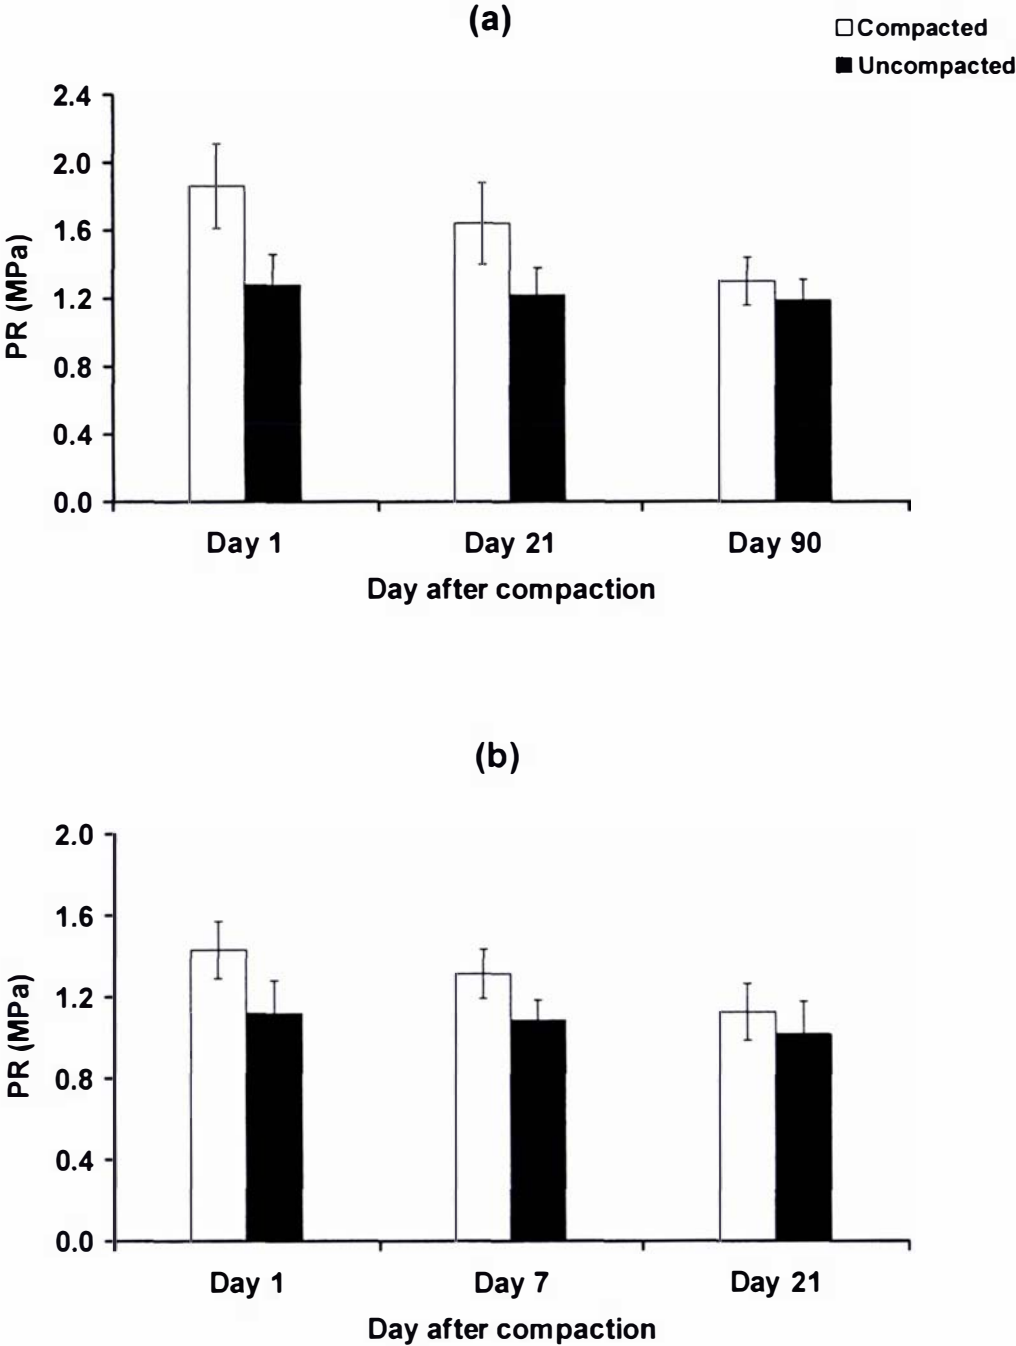 (a)
Compacted
Uncompacted
2.4
2.0
1.6
1.2
0.8
0.4
0.0
PR (MPa)
Day 1 Day 21 Day 90
Day after compaction
(b)
2.0
1.6
1.2
0.8
0.4
0.0
PR (MPa)
Day 1 Day 7 Day 21
Day after compaction